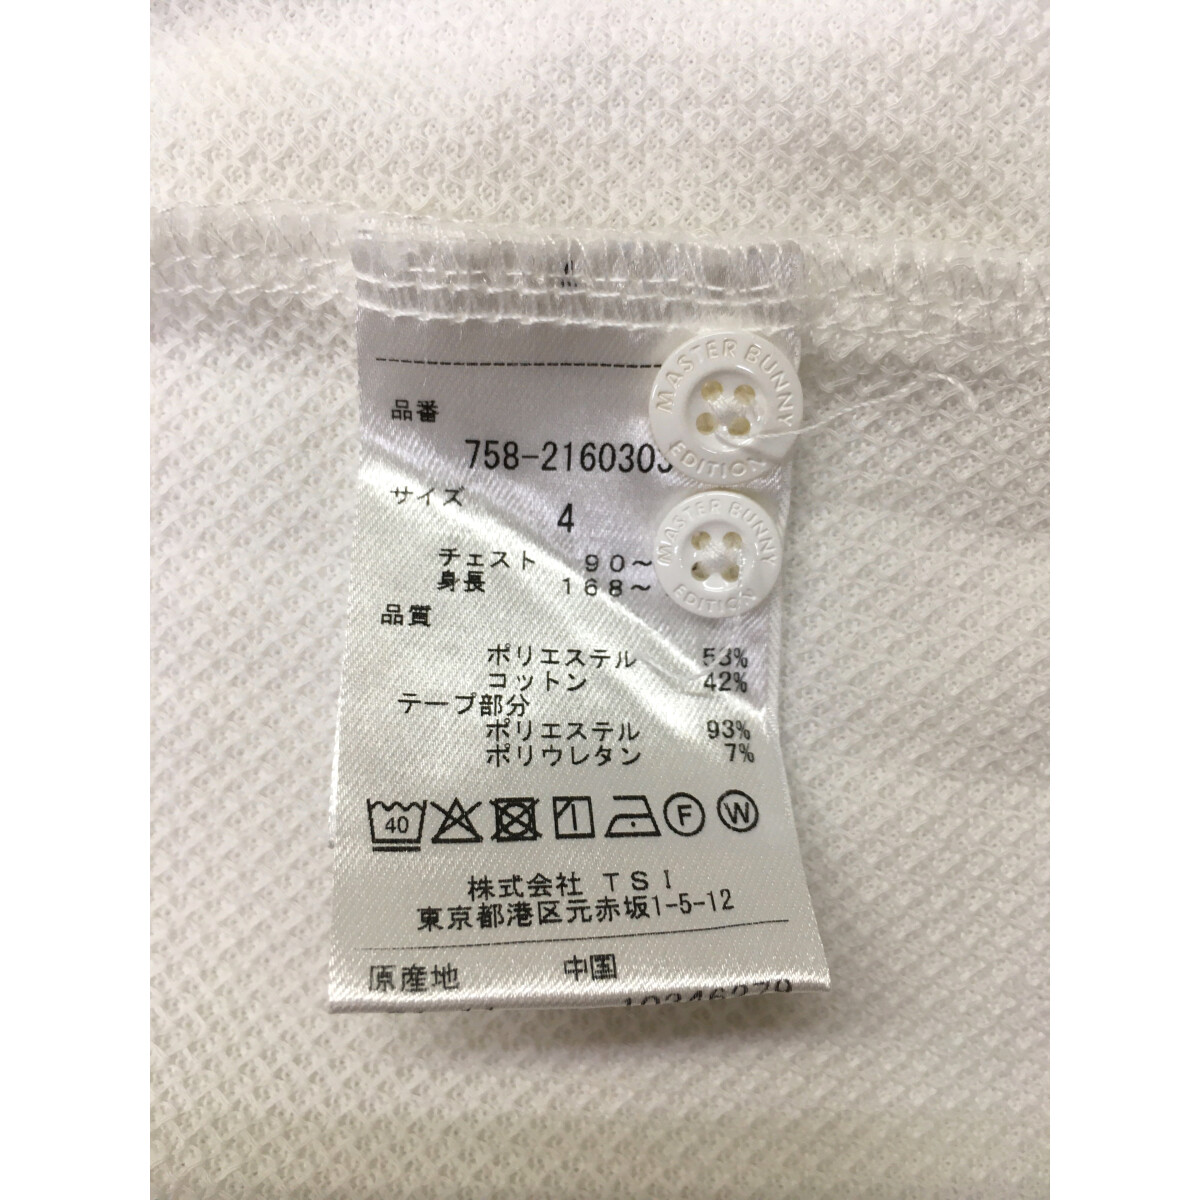 品番
758-2160303
サイズ
4
チェスト 90～
身長 168～
品質
ポリエステル 53%
コットン 42%
テープ部分
ポリエステル 93%
ポリウレタン 7%
40 F W
株式会社 TSI
東京都港区元赤坂1-5-12
原産地 中国
10346279
MASTER BUNNY
EDITION
MASTER BUNNY
EDITION